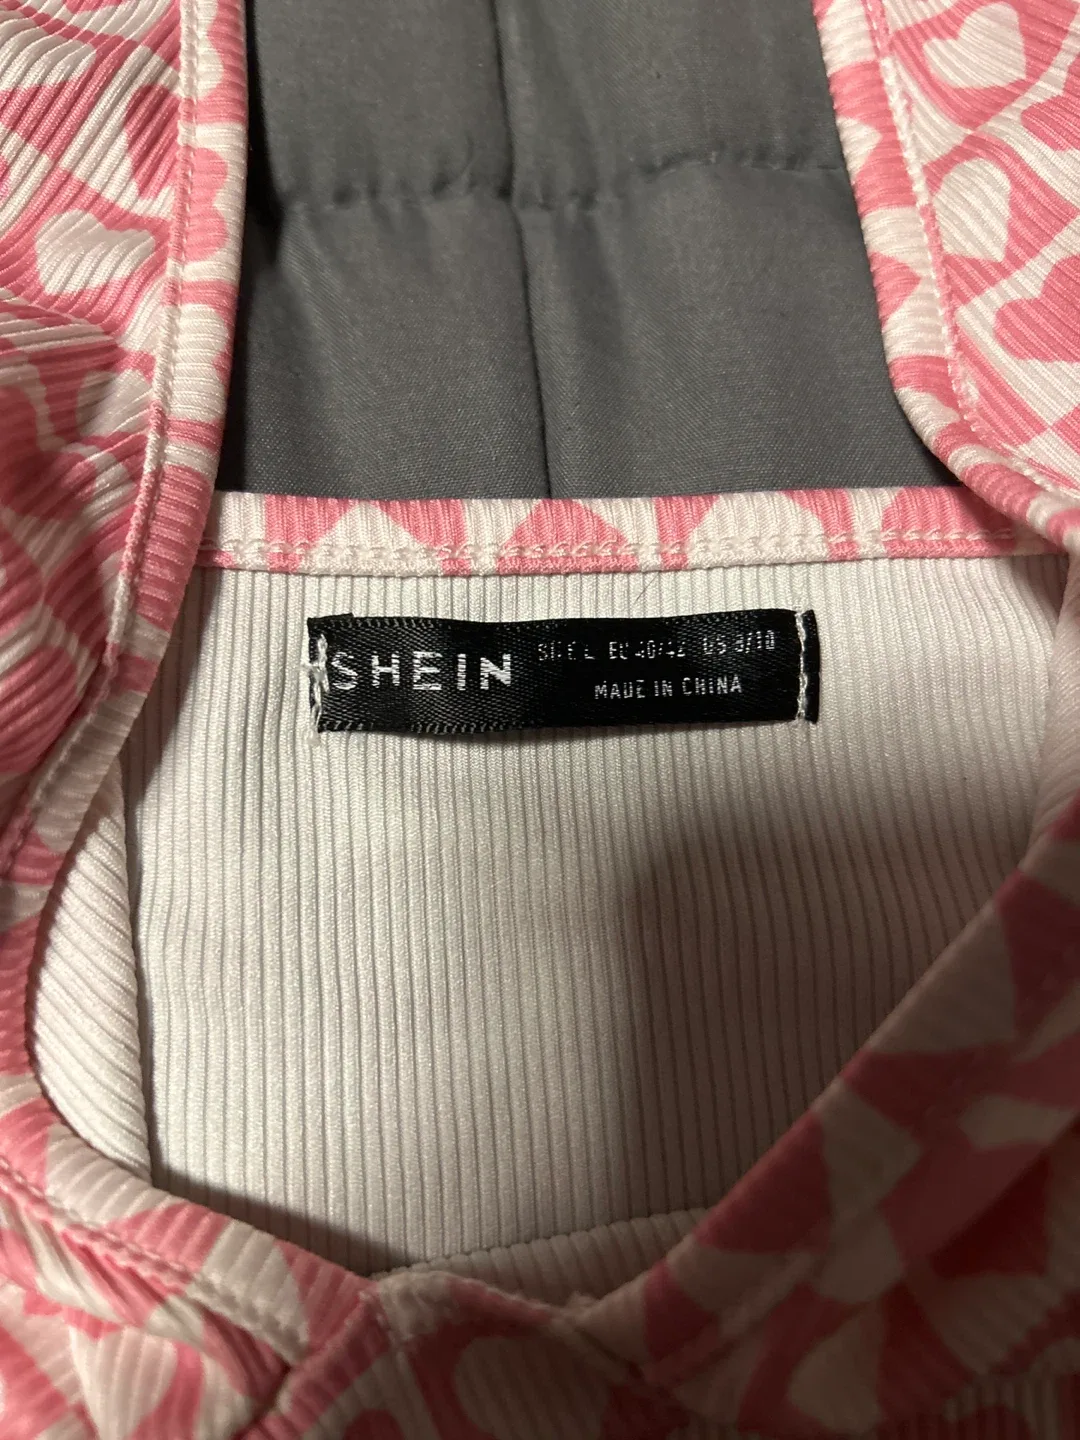 SHEIN
SIZE L EU 40/42 US 8/10
MADE IN CHINA